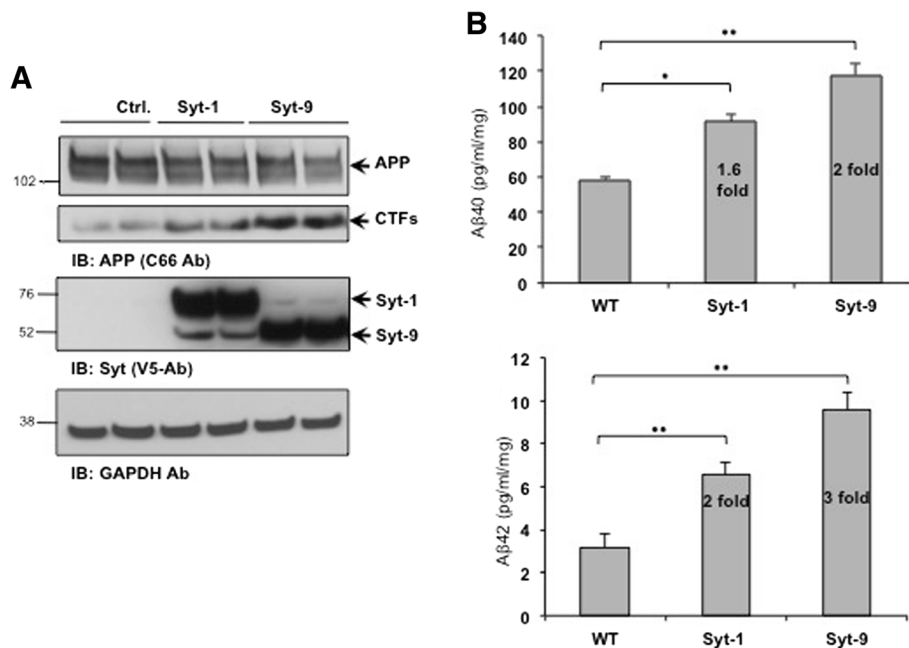 A
Ctrl. Syt-1 Syt-9
APP
102
CTFs
IB: APP (C66 Ab)
76
Syt-1
52
Syt-9
IB: Syt (V5-Ab)
38
IB: GAPDH Ab
B
140
120
100
80
60
40
20
0
Aβ40 (pg/ml/mg)
**
*
1.6
fold
2 fold
WT Syt-1 Syt-9
12
10
8
6
4
2
0
Aβ42 (pg/ml/mg)
**
**
2 fold
3 fold
WT Syt-1 Syt-9